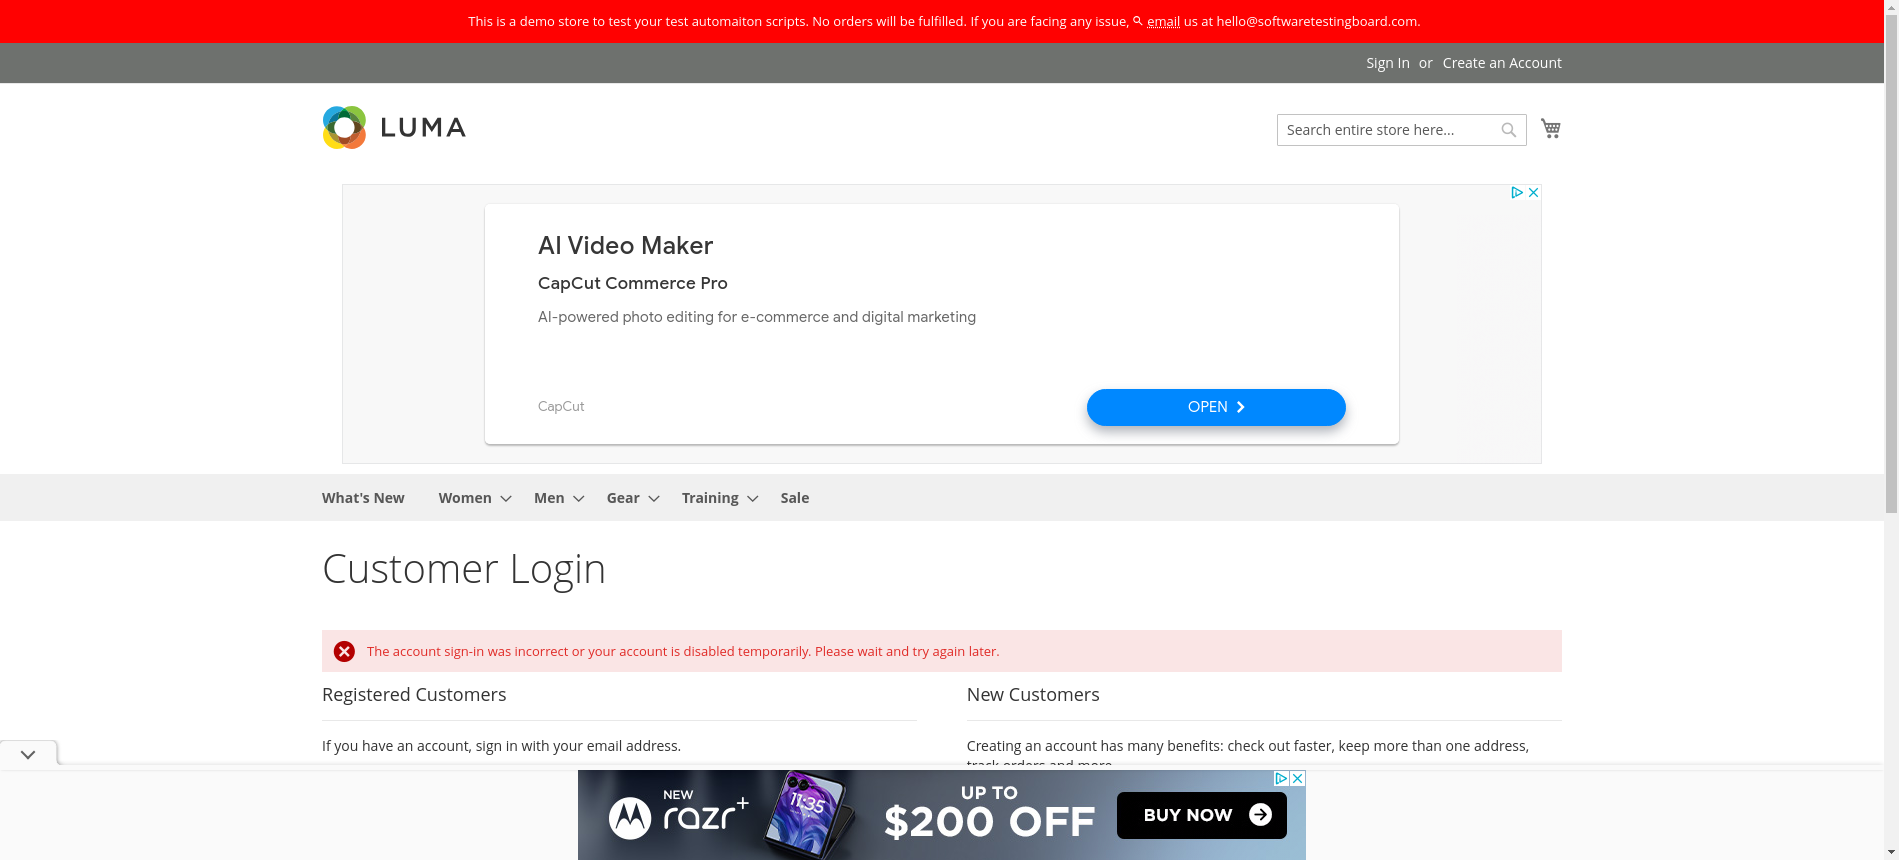 This is a demo store to test your test automaiton scripts. No orders will be fulfilled. If you are facing any issue, email us at hello@softwaretestingboard.com.
Sign In or Create an Account
LUMA
Search entire store here...
AI Video Maker
CapCut Commerce Pro
AI-powered photo editing for e-commerce and digital marketing
CapCut
OPEN
What's New Women Men Gear Training Sale
Customer Login
The account sign-in was incorrect or your account is disabled temporarily. Please wait and try again later.
Registered Customers
If you have an account, sign in with your email address.
New Customers
Creating an account has many benefits: check out faster, keep more than one address,
track orders and more.
NEW
razr+
11:35
UP TO
$200 OFF
BUY NOW